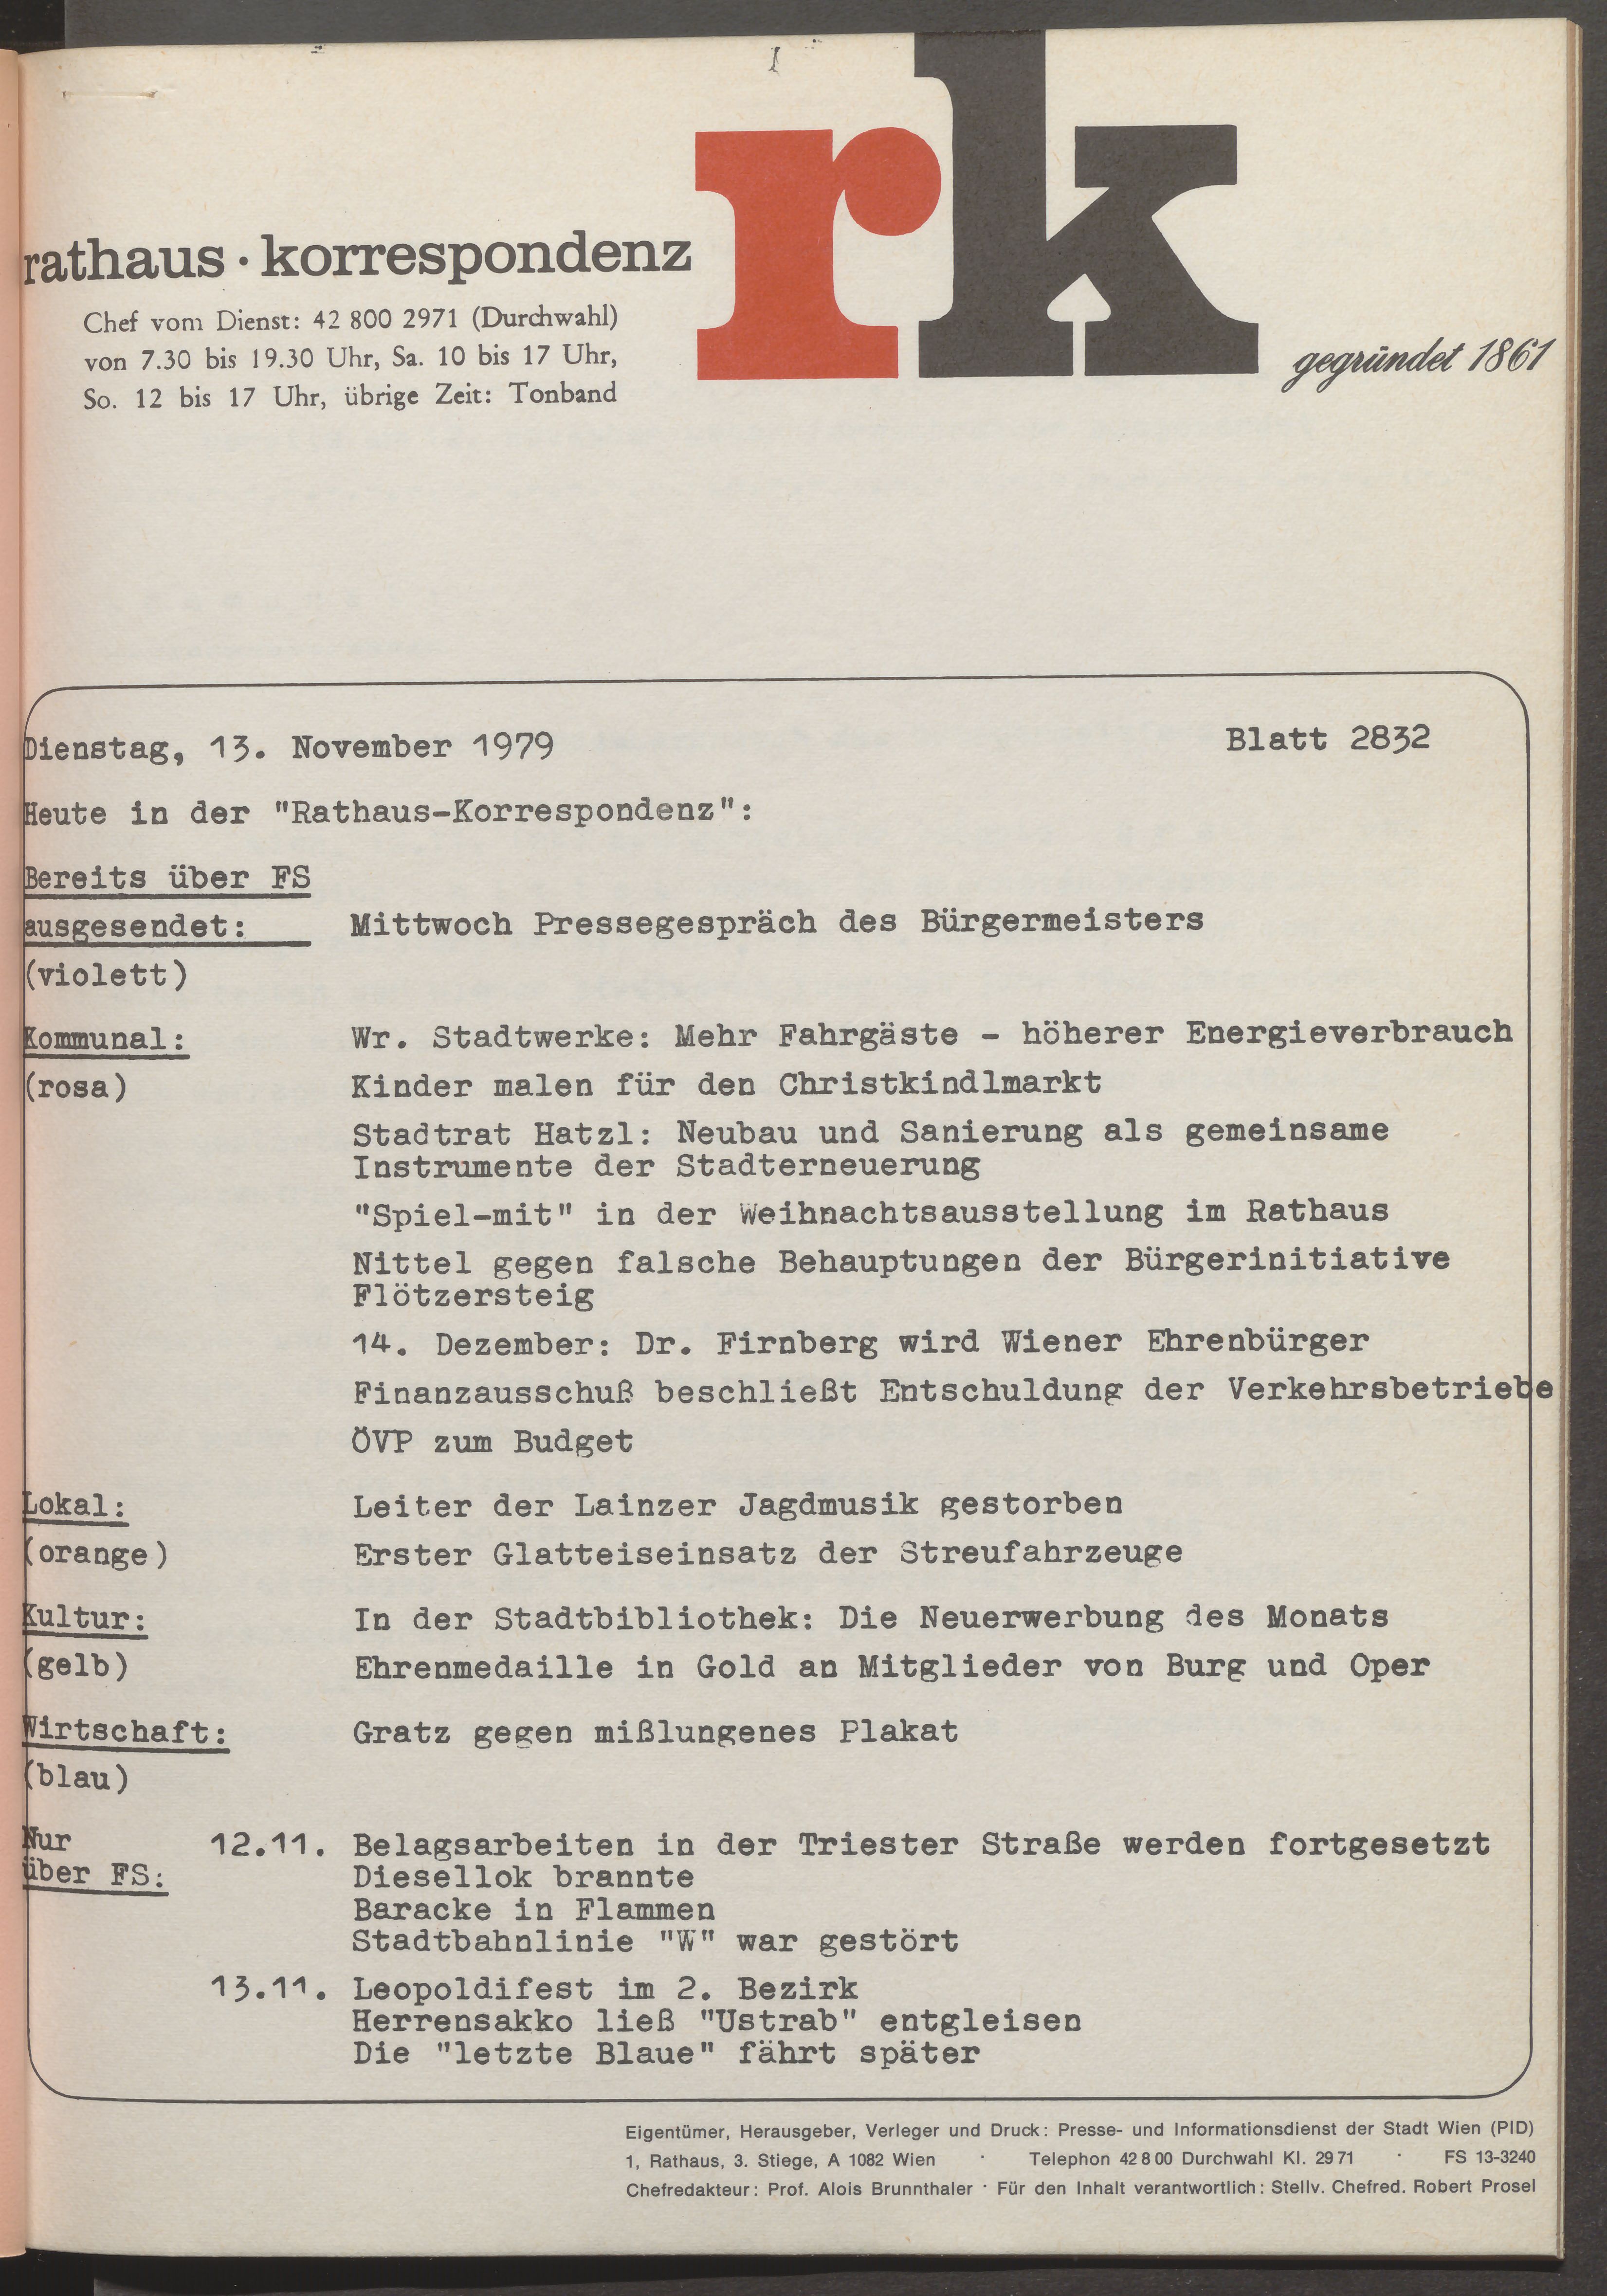 rk
rathaus · korrespondenz
Chef vom Dienst: 42 800 2971 (Durchwahl)
von 7.30 bis 19.30 Uhr, Sa. 10 bis 17 Uhr,
So. 12 bis 17 Uhr, übrige Zeit: Tonband
gegründet 1861
Dienstag, 13. November 1979 Blatt 2832
Heute in der "Rathaus-Korrespondenz":
Bereits über FS
ausgesendet: Mittwoch Pressegespräch des Bürgermeisters
(violett)
Kommunal: Wr. Stadtwerke: Mehr Fahrgäste - höherer Energieverbrauch
(rosa) Kinder malen für den Christkindlmarkt
Stadtrat Hatzl: Neubau und Sanierung als gemeinsame
Instrumente der Stadterneuerung
"Spiel-mit" in der Weihnachtsausstellung im Rathaus
Nittel gegen falsche Behauptungen der Bürgerinitiative
Flötzersteig
14. Dezember: Dr. Firnberg wird Wiener Ehrenbürger
Finanzausschuß beschließt Entschuldung der Verkehrsbetriebe
ÖVP zum Budget
Lokal: Leiter der Lainzer Jagdmusik gestorben
(orange) Erster Glatteiseinsatz der Streufahrzeuge
Kultur: In der Stadtbibliothek: Die Neuerwerbung des Monats
(gelb) Ehrenmedaille in Gold an Mitglieder von Burg und Oper
Wirtschaft: Gratz gegen mißlungenes Plakat
(blau)
Nur 12.11. Belagsarbeiten in der Triester Straße werden fortgesetzt
über FS: Diesellok brannte
Baracke in Flammen
Stadtbahnlinie "W" war gestört
13.11. Leopoldifest im 2. Bezirk
Herrensakko ließ "Ustrab" entgleisen
Die "letzte Blaue" fährt später
Eigentümer, Herausgeber, Verleger und Druck: Presse- und Informationsdienst der Stadt Wien (PID)
1, Rathaus, 3. Stiege, A 1082 Wien · Telephon 42 8 00 Durchwahl Kl. 29 71 · FS 13-3240
Chefredakteur: Prof. Alois Brunnthaler · Für den Inhalt verantwortlich: Stellv. Chefred. Robert Prosel